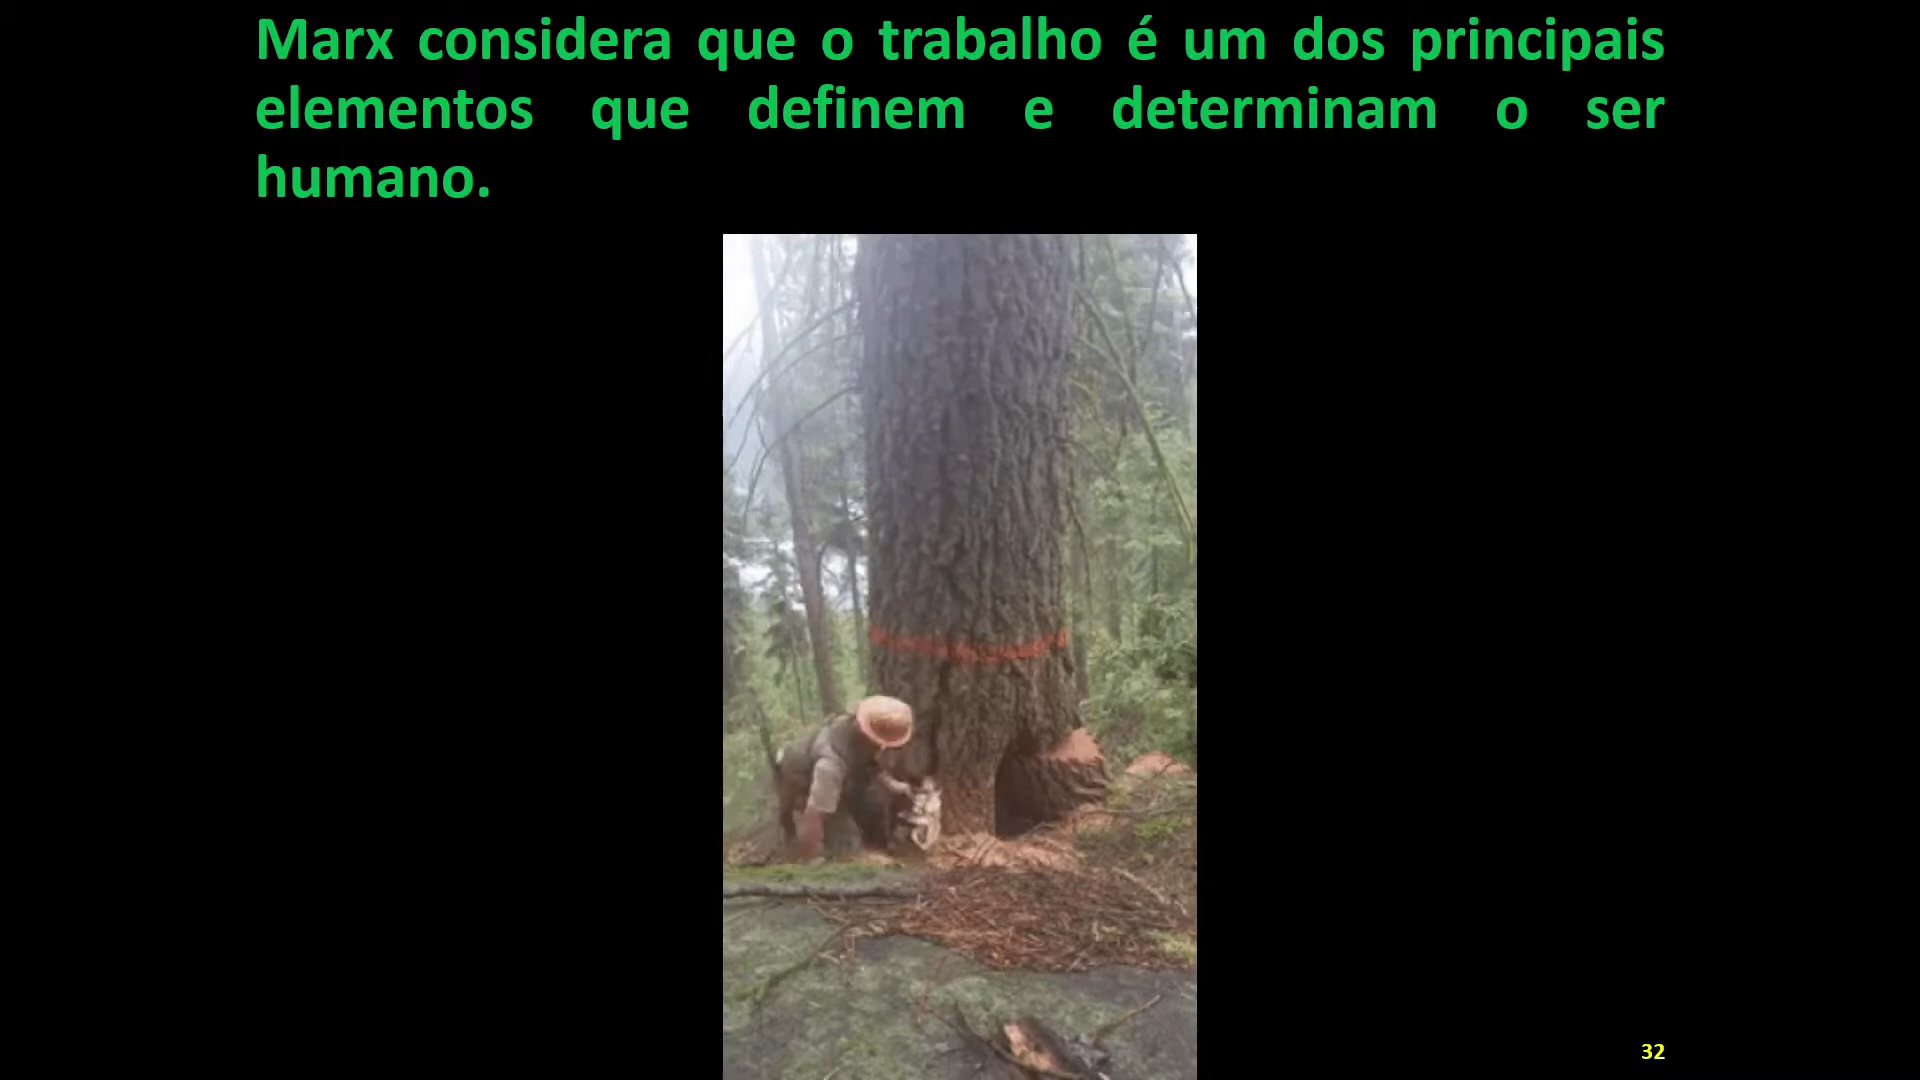 Marx considera que o trabalho é um dos principais
elementos que definem e determinam o ser
humano.
32